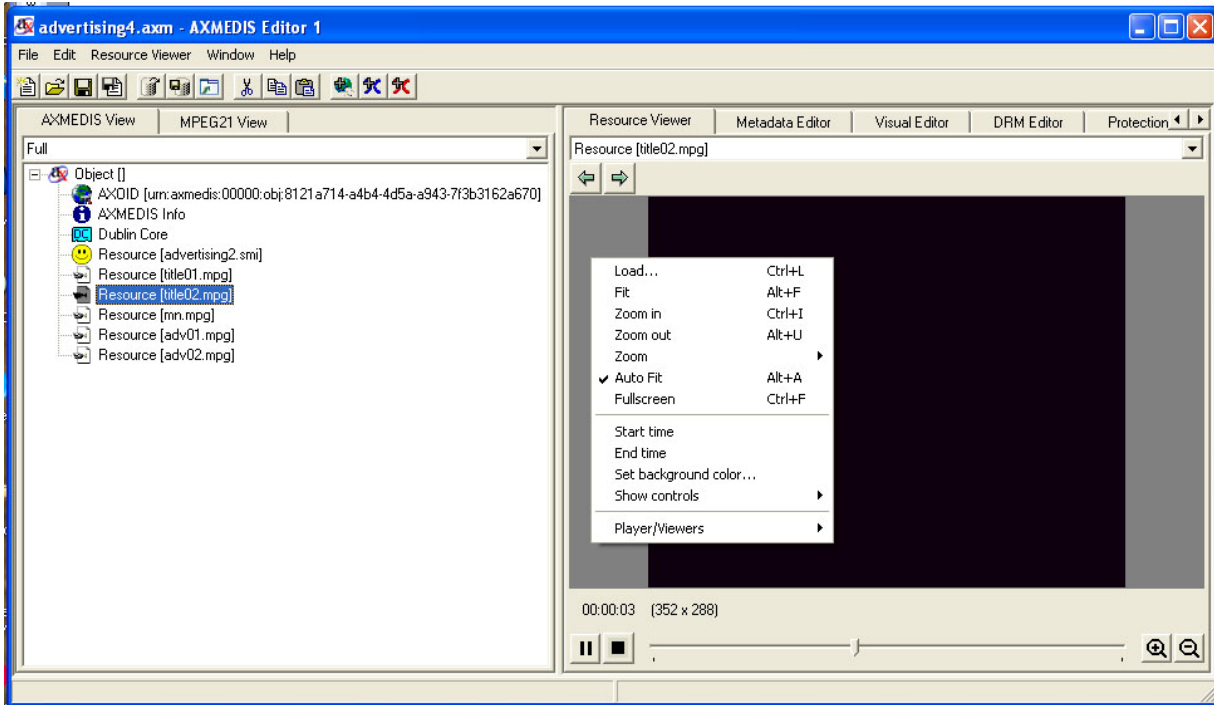 advertising4.axm - AXMEDIS Editor 1
File Edit Resource Viewer Window Help
AXMEDIS View MPEG21 View
Full
Object []
AXOID [urn:axmedis:00000:obj:8121a714-a4b4-4d5a-a943-7f3b3162a670]
AXMEDIS Info
DC Dublin Core
Resource [advertising2.smi]
Resource [title01.mpg]
Resource [title02.mpg]
Resource [mn.mpg]
Resource [adv01.mpg]
Resource [adv02.mpg]
Resource Viewer Metadata Editor Visual Editor DRM Editor Protection
Resource [title02.mpg]
Load... Ctrl+L
Fit Alt+F
Zoom in Ctrl+I
Zoom out Alt+U
Zoom
Auto Fit Alt+A
Fullscreen Ctrl+F
Start time
End time
Set background color...
Show controls
Player/Viewers
00:00:03 (352 x 288)